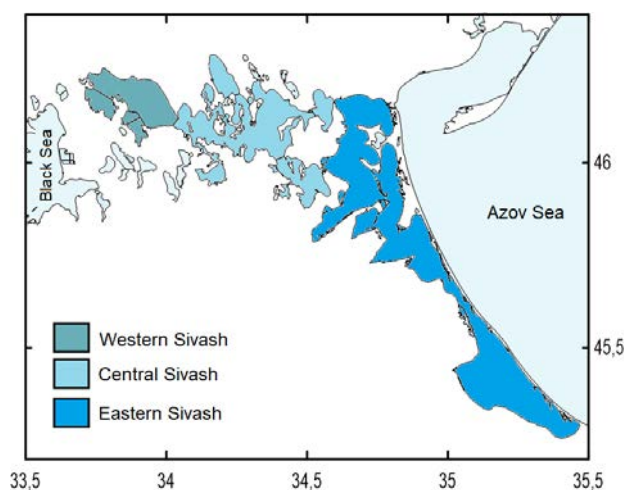 Black Sea
46
Azov Sea
Western Sivash
45,5
Central Sivash
Eastern Sivash
33,5
34
34,5
35
35,5